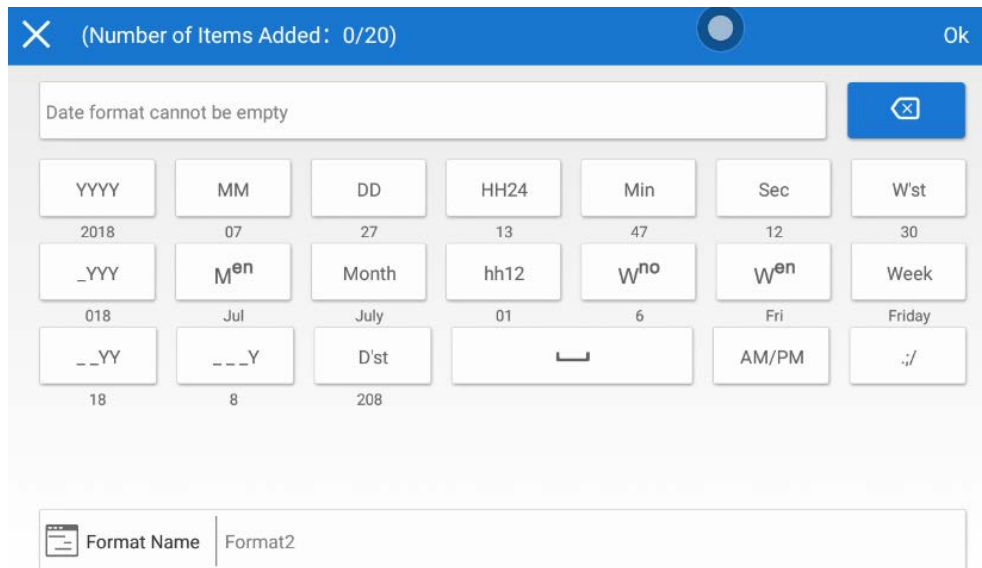 (Number of Items Added：0/20) Ok
Date format cannot be empty
YYYY MM DD HH24 Min Sec W'st
2018 07 27 13 47 12 30
_YYY Mᵉⁿ Month hh12 Wⁿᵒ Wᵉⁿ Week
018 Jul July 01 6 Fri Friday
_ _YY _ _ _Y D'st AM/PM .;/
18 8 208
Format Name Format2